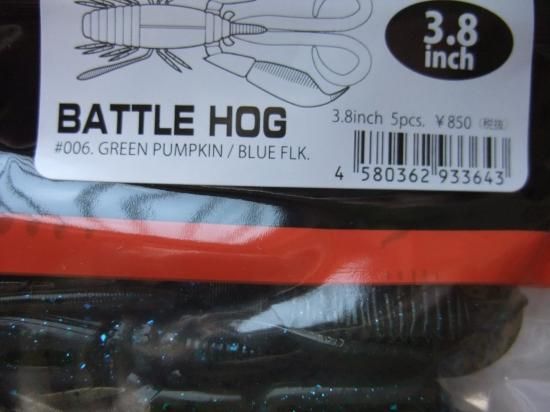 3.8
inch
BATTLE HOG
3.8inch 5pcs. ￥850 (税抜)
#006. GREEN PUMPKIN / BLUE FLK.
4 580362 933643